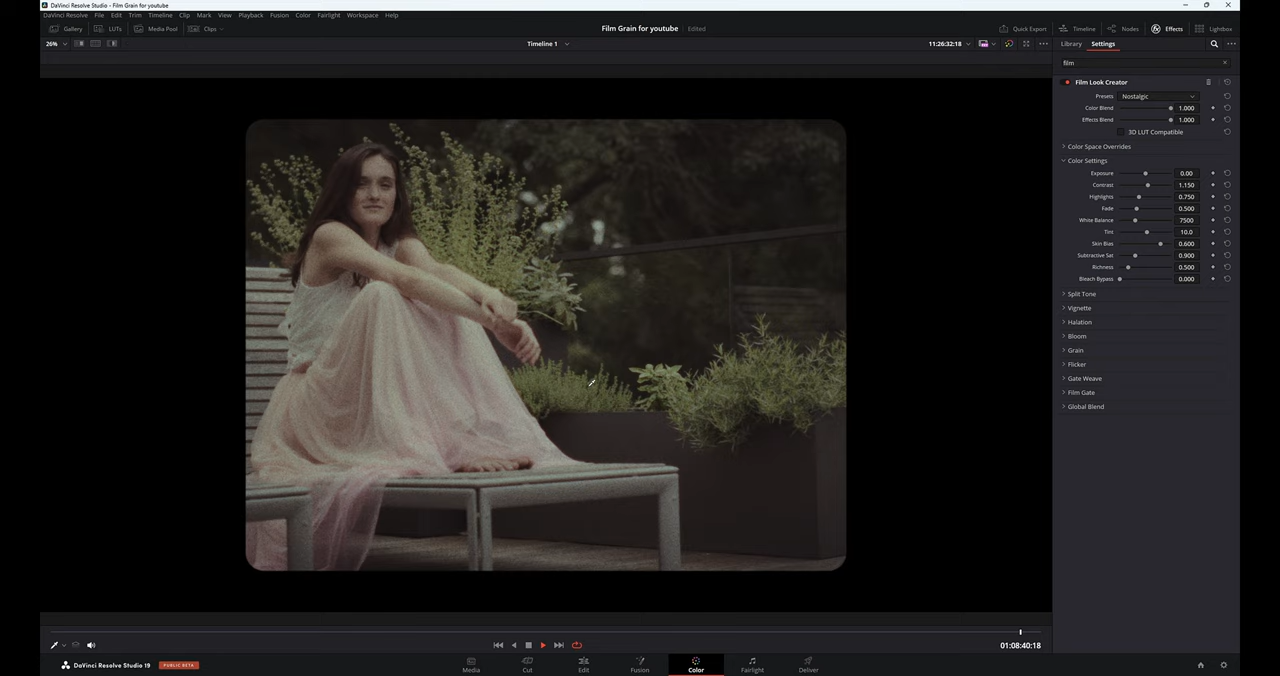 DaVinci Resolve Studio - Film Grain for youtube
DaVinci Resolve File Edit Trim Timeline Clip Mark View Playback Fusion Color Fairlight Workspace Help
Gallery LUTs Media Pool Clips Film Grain for youtube Edited Quick Export Timeline Nodes Effects Lightbox
26% Timeline 1 11:26:32:18 Library Settings
film
Film Look Creator
Presets Nostalgic
Color Blend 1.000
Effects Blend 1.000
3D LUT Compatible
Color Space Overrides
Color Settings
Exposure 0.00
Contrast 1.150
Highlights 0.750
Fade 0.500
White Balance 7500
Tint 10.0
Skin Bias 0.600
Subtractive Sat 0.900
Richness 0.500
Bleach Bypass 0.000
Split Tone
Vignette
Halation
Bloom
Grain
Flicker
Gate Weave
Film Gate
Global Blend
01:08:40:18
DaVinci Resolve Studio 19 PUBLIC BETA Media Cut Edit Fusion Color Fairlight Deliver